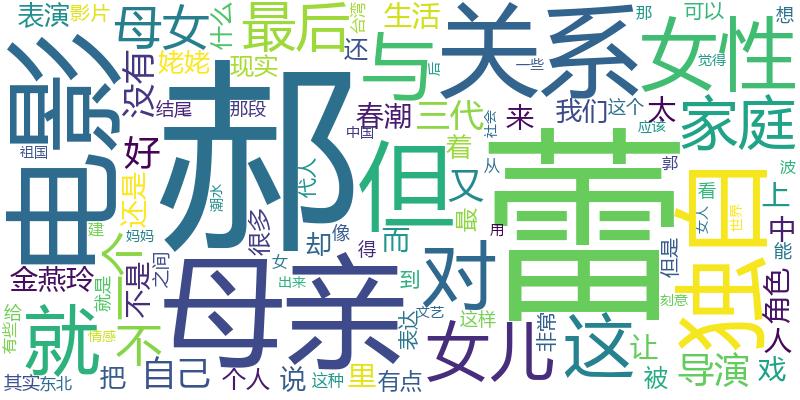 表演
影片
母女
什么
最后
台湾
还
生活
与
关系
那
可以
想
女性
觉得
电影
没有
姥姥
现实
后
一些
结尾
那段
郝
春潮
三代
来
我们
这个
太
家庭
应该
中国
社会
祖国
好
但
着
蕾
从
郭
独白
波
代人
又
看
上
还是
潮水
最
女人
世界
中
建
妈妈
很多
却
像
而
对
用
但是
能
金燕玲
一个
就是
不是
之间
女
得
到
角色
母亲
出来
表达
文艺
这样
非常
这
刻意
人
有些
就
不
情感
女儿
让
导演
戏
其实
东北
把
自己
个人
说
这种
里
有点
被